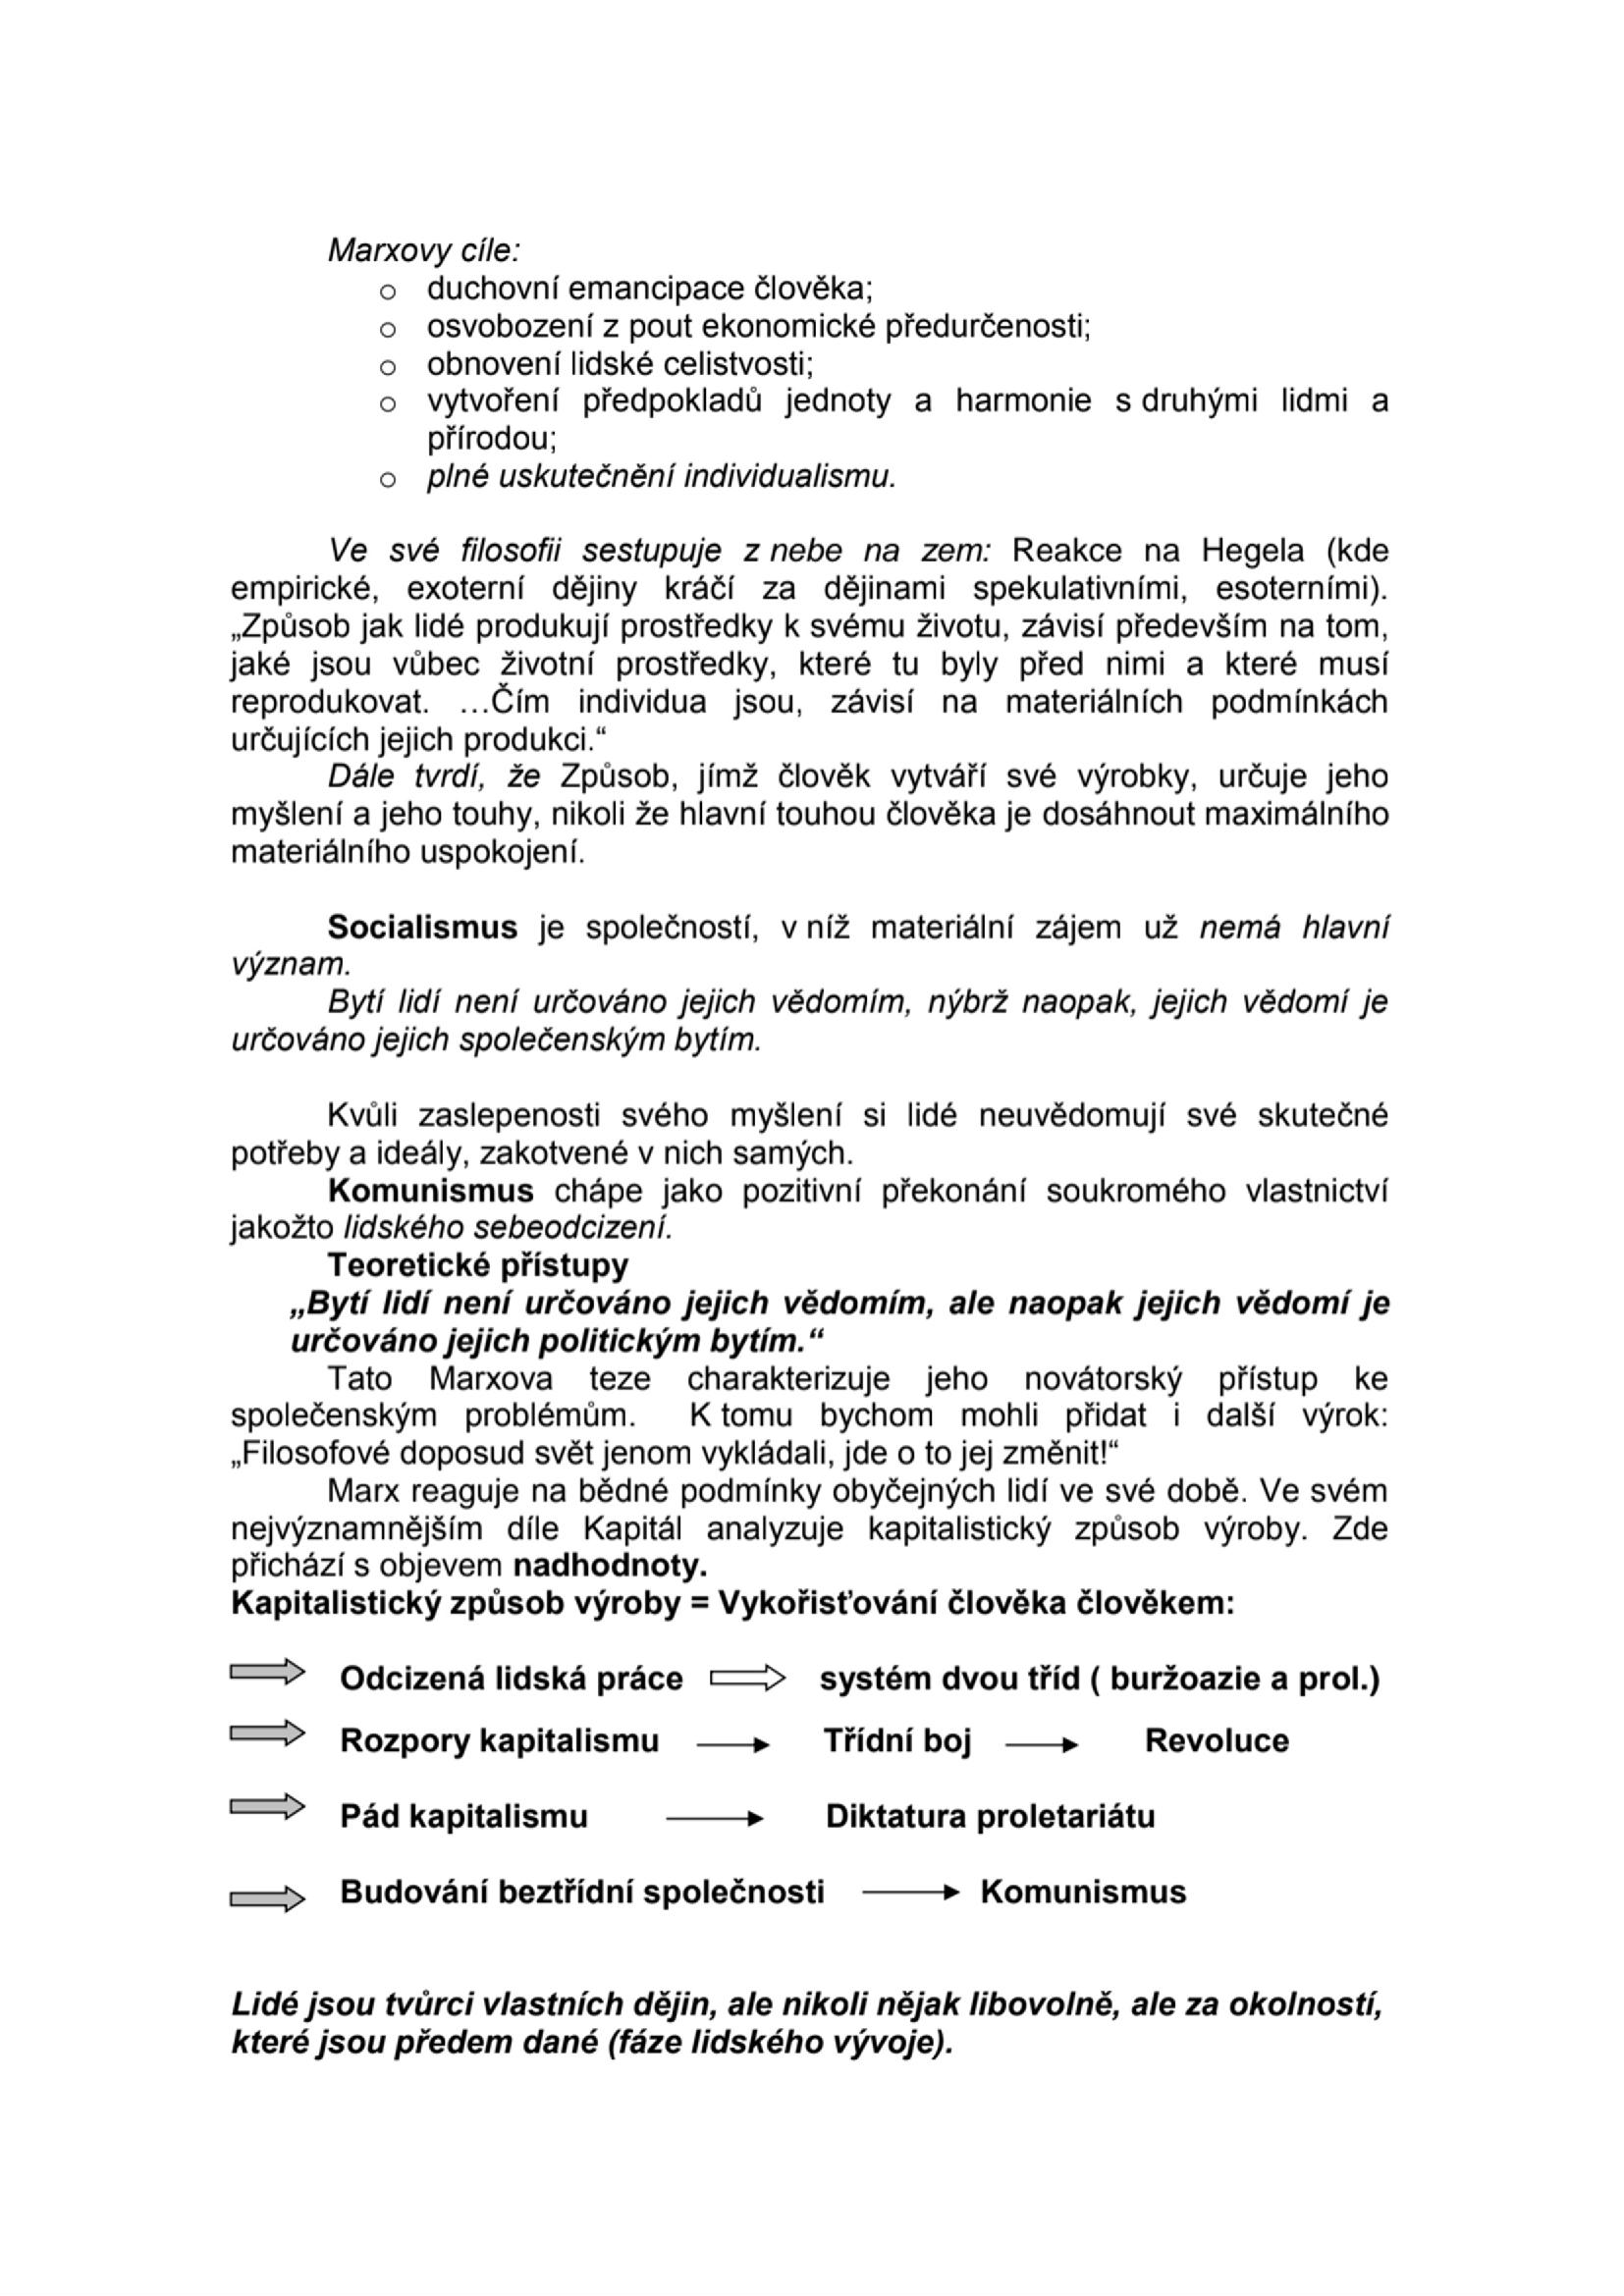 Marxovy cíle:
o duchovní emancipace člověka;
o osvobození z pout ekonomické předurčenosti;
o obnovení lidské celistvosti;
o vytvoření předpokladů jednoty a harmonie s druhými lidmi a
přírodou;
o plné uskutečnění individualismu.
Ve své filosofii sestupuje z nebe na zem: Reakce na Hegela (kde
empirické, exoterní dějiny kráčí za dějinami spekulativními, esoterními).
„Způsob jak lidé produkují prostředky k svému životu, závisí především na tom,
jaké jsou vůbec životní prostředky, které tu byly před nimi a které musí
reprodukovat. …Čím individua jsou, závisí na materiálních podmínkách
určujících jejich produkci.“
Dále tvrdí, že Způsob, jímž člověk vytváří své výrobky, určuje jeho
myšlení a jeho touhy, nikoli že hlavní touhou člověka je dosáhnout maximálního
materiálního uspokojení.
Socialismus je společností, v níž materiální zájem už nemá hlavní
význam.
Bytí lidí není určováno jejich vědomím, nýbrž naopak, jejich vědomí je
určováno jejich společenským bytím.
Kvůli zaslepenosti svého myšlení si lidé neuvědomují své skutečné
potřeby a ideály, zakotvené v nich samých.
Komunismus chápe jako pozitivní překonání soukromého vlastnictví
jakožto lidského sebeodcizení.
Teoretické přístupy
„Bytí lidí není určováno jejich vědomím, ale naopak jejich vědomí je
určováno jejich politickým bytím.“
Tato Marxova teze charakterizuje jeho novátorský přístup ke
společenským problémům. K tomu bychom mohli přidat i další výrok:
„Filosofové doposud svět jenom vykládali, jde o to jej změnit!“
Marx reaguje na bědné podmínky obyčejných lidí ve své době. Ve svém
nejvýznamnějším díle Kapitál analyzuje kapitalistický způsob výroby. Zde
přichází s objevem nadhodnoty.
Kapitalistický způsob výroby = Vykořisťování člověka člověkem:
Odcizená lidská práce systém dvou tříd ( buržoazie a prol.)
Rozpory kapitalismu Třídní boj Revoluce
Pád kapitalismu Diktatura proletariátu
Budování beztřídní společnosti Komunismus
Lidé jsou tvůrci vlastních dějin, ale nikoli nějak libovolně, ale za okolností,
které jsou předem dané (fáze lidského vývoje).